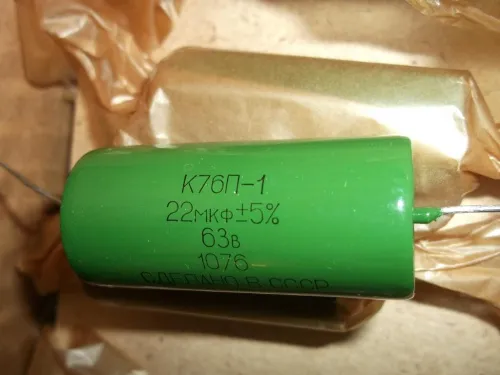 К76П-1
22мкф±5%
63в
1076
СДЕЛАНО В СССР